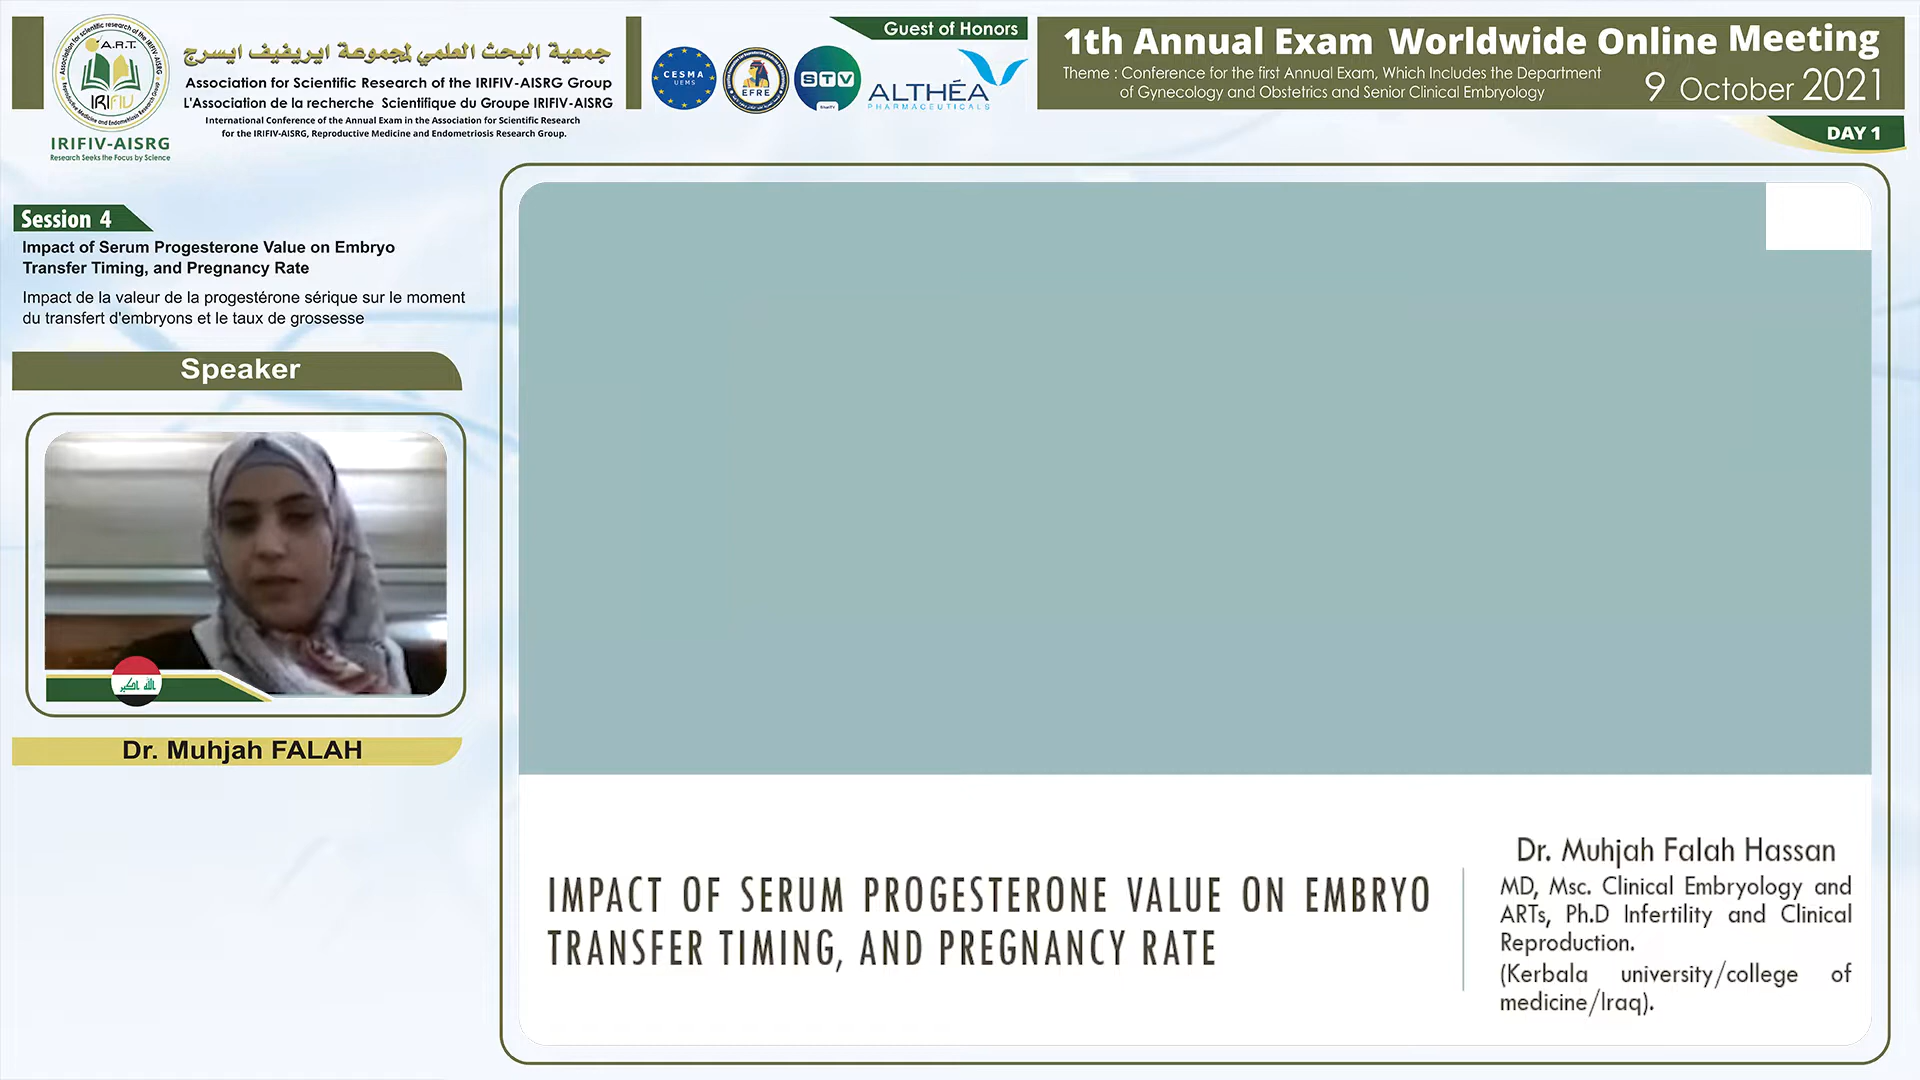 A.R.T.
IRIFIV
IRIFIV-AISRG
Research Seeks the Focus by Science
جمعية البحث العلمي لمجموعة ايريفيف ايسرج
Association for Scientific Research of the IRIFIV-AISRG Group
L'Association de la recherche Scientifique du Groupe IRIFIV-AISRG
International Conference of the Annual Exam in the Association for Scientific Research
for the IRIFIV-AISRG, Reproductive Medicine and Endometriosis Research Group.
Guest of Honors
CESMA
UEMS
EFRE
STV
ALTHÉA
PHARMACEUTICALS
1th Annual Exam Worldwide Online Meeting
Theme : Conference for the first Annual Exam, Which Includes the Department
of Gynecology and Obstetrics and Senior Clinical Embryology
9 October 2021
DAY 1
Session 4
Impact of Serum Progesterone Value on Embryo
Transfer Timing, and Pregnancy Rate
Impact de la valeur de la progestérone sérique sur le moment
du transfert d'embryons et le taux de grossesse
Speaker
الله اكبر
Dr. Muhjah FALAH
IMPACT OF SERUM PROGESTERONE VALUE ON EMBRYO
TRANSFER TIMING, AND PREGNANCY RATE
Dr. Muhjah Falah Hassan
MD, Msc. Clinical Embryology and
ARTs, Ph.D Infertility and Clinical
Reproduction.
(Kerbala university/college of
medicine/Iraq).